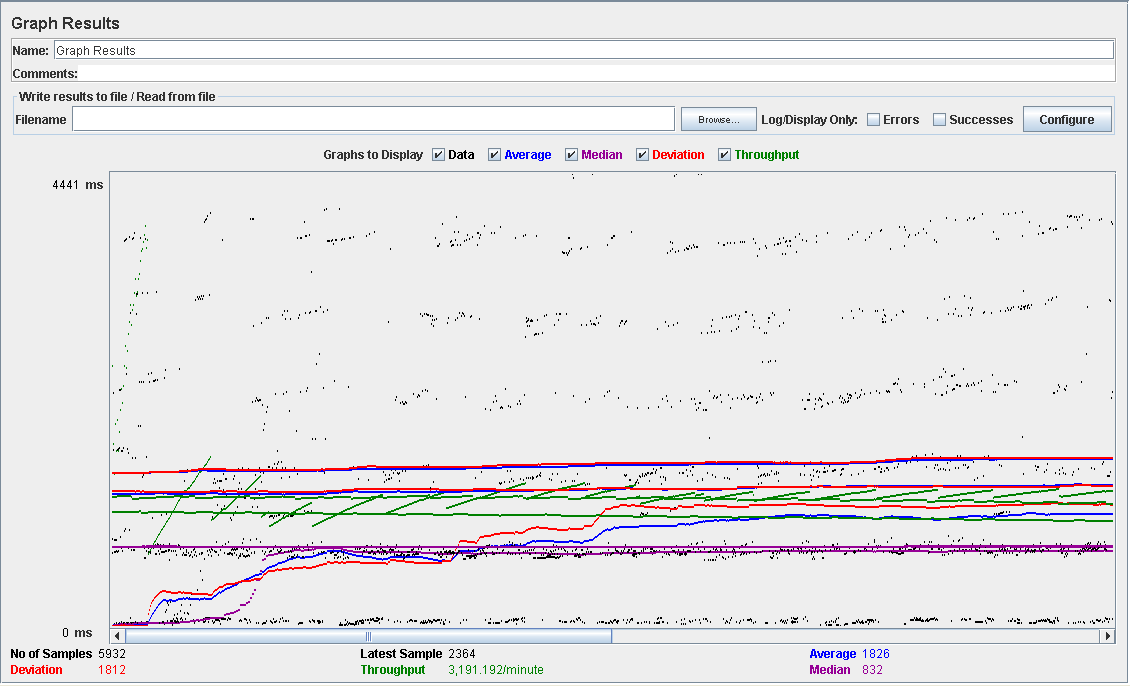 Graph Results
Name: Graph Results
Comments:
Write results to file / Read from file
Filename Browse... Log/Display Only: Errors Successes Configure
Graphs to Display Data Average Median Deviation Throughput
4441 ms
0 ms
No of Samples 5932 Latest Sample 2364 Average 1826
Deviation 1812 Throughput 3,191.192/minute Median 832